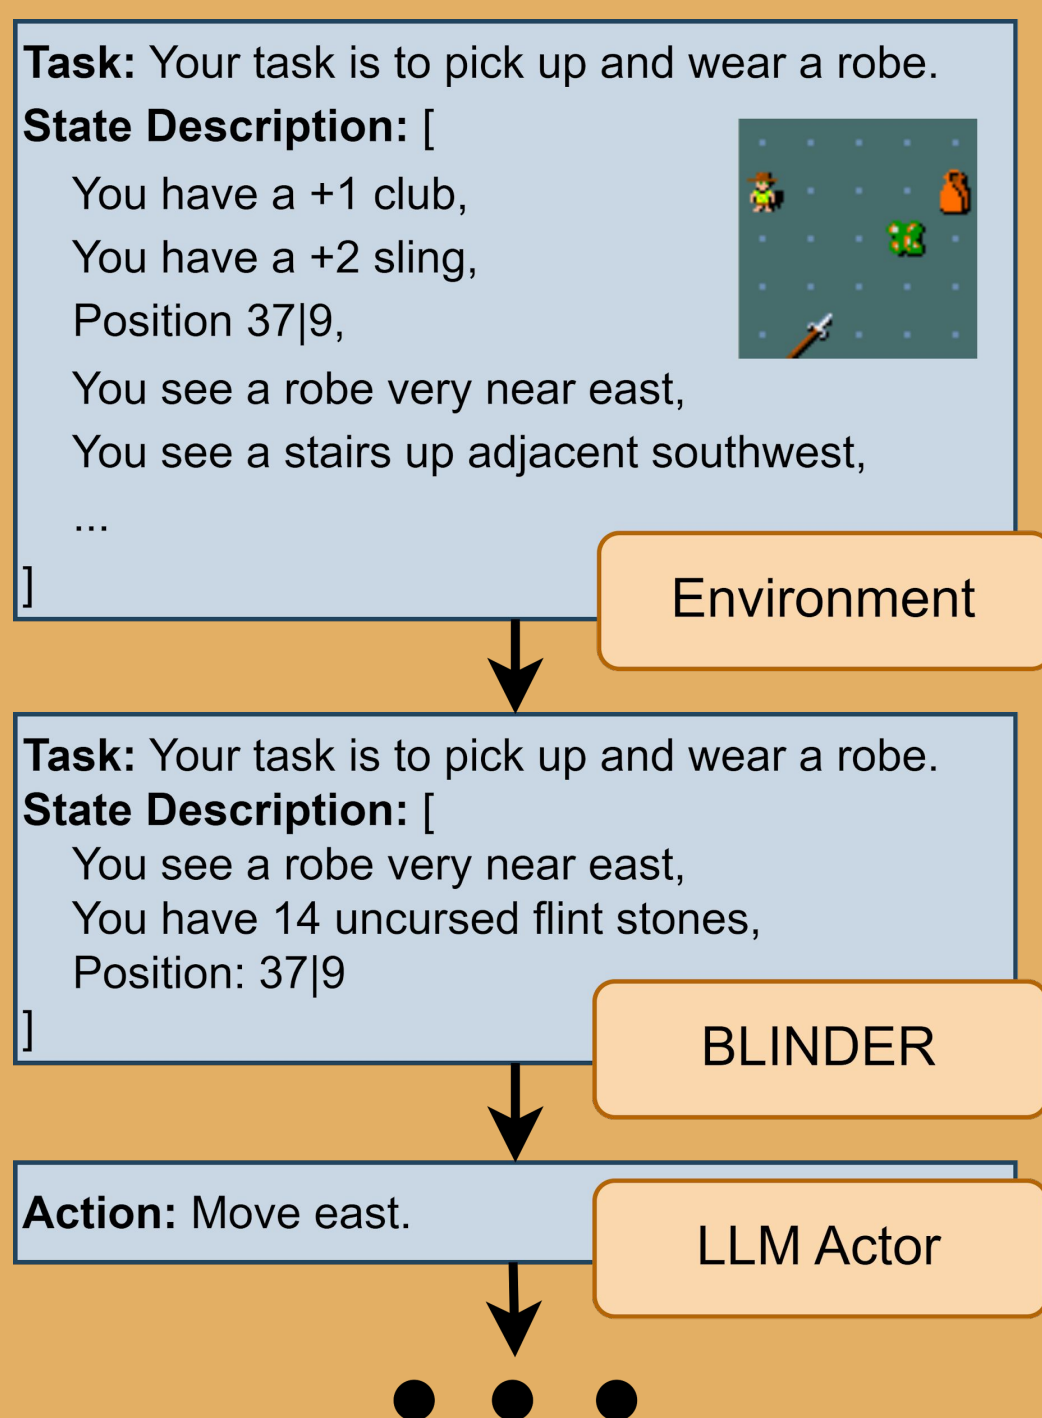 Task: Your task is to pick up and wear a robe.
State Description: [
You have a +1 club,
You have a +2 sling,
Position 37|9,
You see a robe very near east,
You see a stairs up adjacent southwest,
...
]
Environment
Task: Your task is to pick up and wear a robe.
State Description: [
You see a robe very near east,
You have 14 uncursed flint stones,
Position: 37|9
]
BLINDER
Action: Move east.
LLM Actor